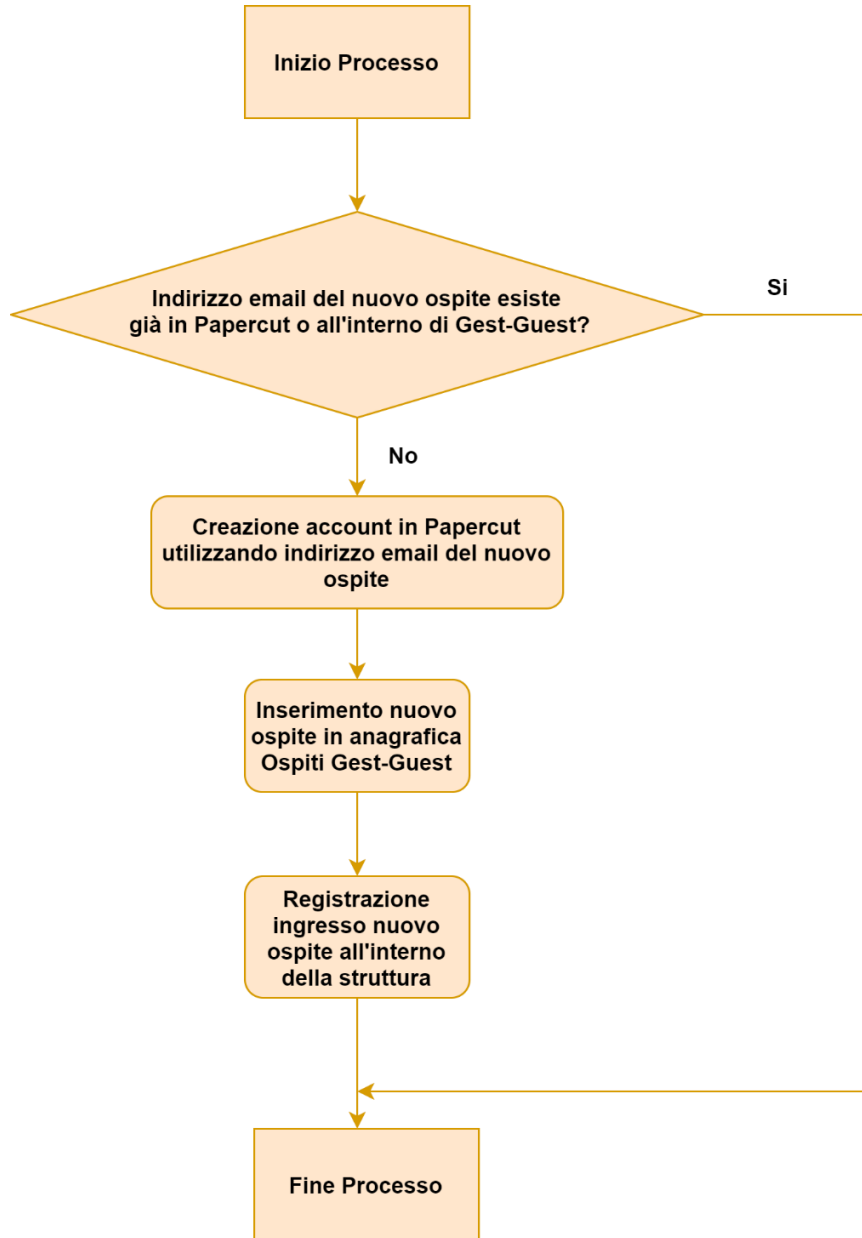 Inizio Processo
Indirizzo email del nuovo ospite esiste
già in Papercut o all'interno di Gest-Guest?
Si
No
Creazione account in Papercut
utilizzando indirizzo email del nuovo
ospite
Inserimento nuovo
ospite in anagrafica
Ospiti Gest-Guest
Registrazione
ingresso nuovo
ospite all'interno
della struttura
Fine Processo